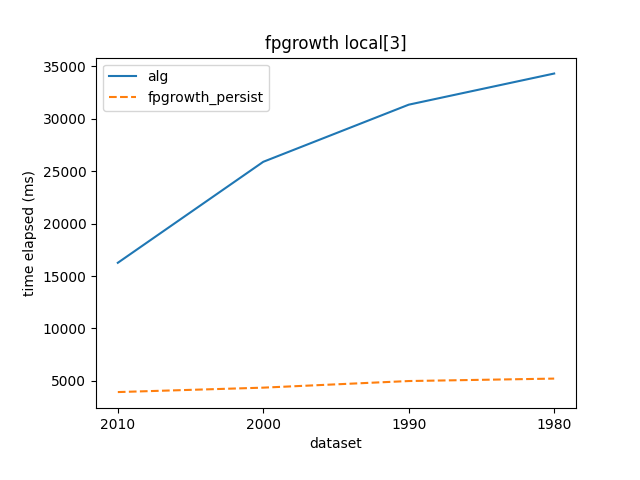 fpgrowth local[3]
alg
fpgrowth_persist
35000
30000
25000
20000
15000
10000
5000
time elapsed (ms)
2010 2000 1990 1980
dataset